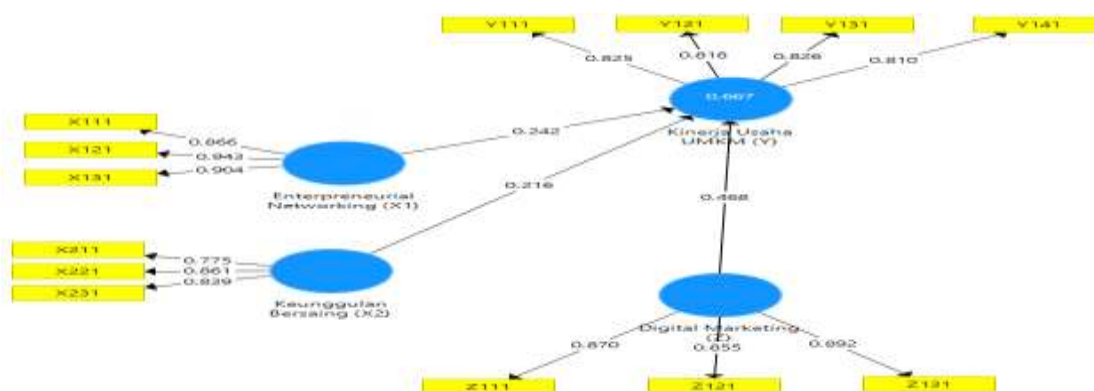 Y111
Y121
Y131
Y141
0.825
0.818
0.826
0.810
0.667
Kinerja Usaha
UMKM (Y)
X111
X121
X131
0.866
0.943
0.904
0.242
Enterpreneurial
Networking (X1)
0.216
X211
X221
X231
0.775
0.861
0.839
Keunggulan
Bersaing (X2)
0.468
Digital Marketing
(Z)
0.870
0.855
0.892
Z111
Z121
Z131